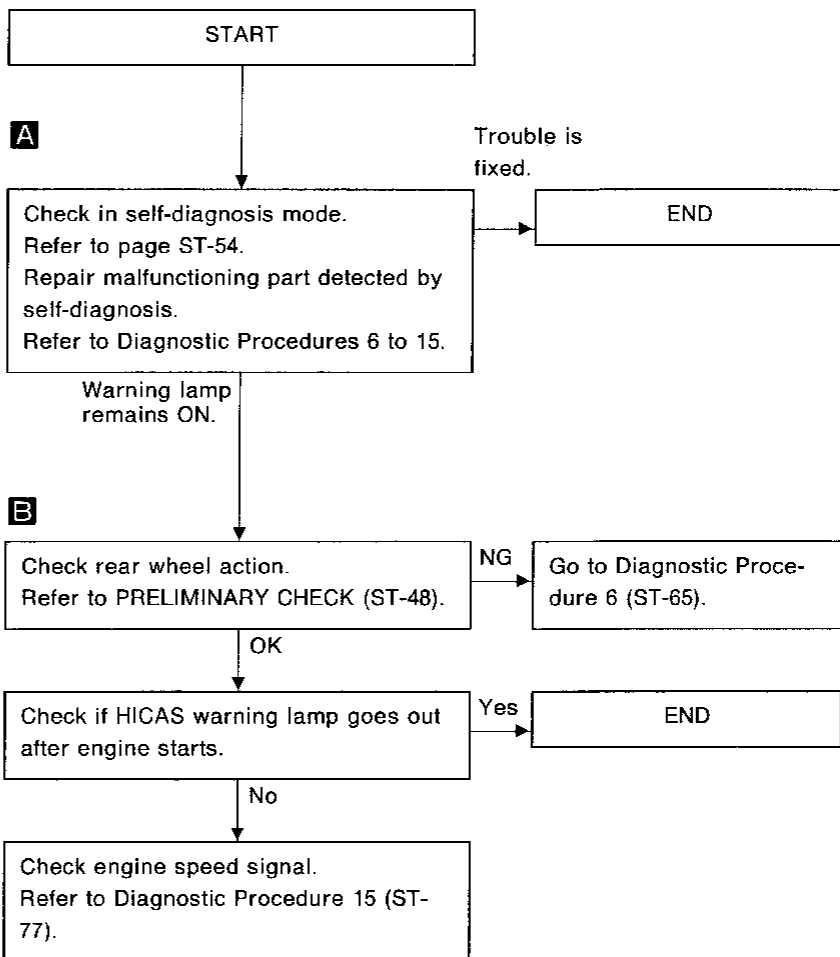 START
A
Trouble is
fixed.
Check in self-diagnosis mode.
Refer to page ST-54.
Repair malfunctioning part detected by
self-diagnosis.
Refer to Diagnostic Procedures 6 to 15.
END
Warning lamp
remains ON.
B
Check rear wheel action.
Refer to PRELIMINARY CHECK (ST-48).
NG
Go to Diagnostic Proce-
dure 6 (ST-65).
OK
Check if HICAS warning lamp goes out
after engine starts.
Yes
END
No
Check engine speed signal.
Refer to Diagnostic Procedure 15 (ST-
77).